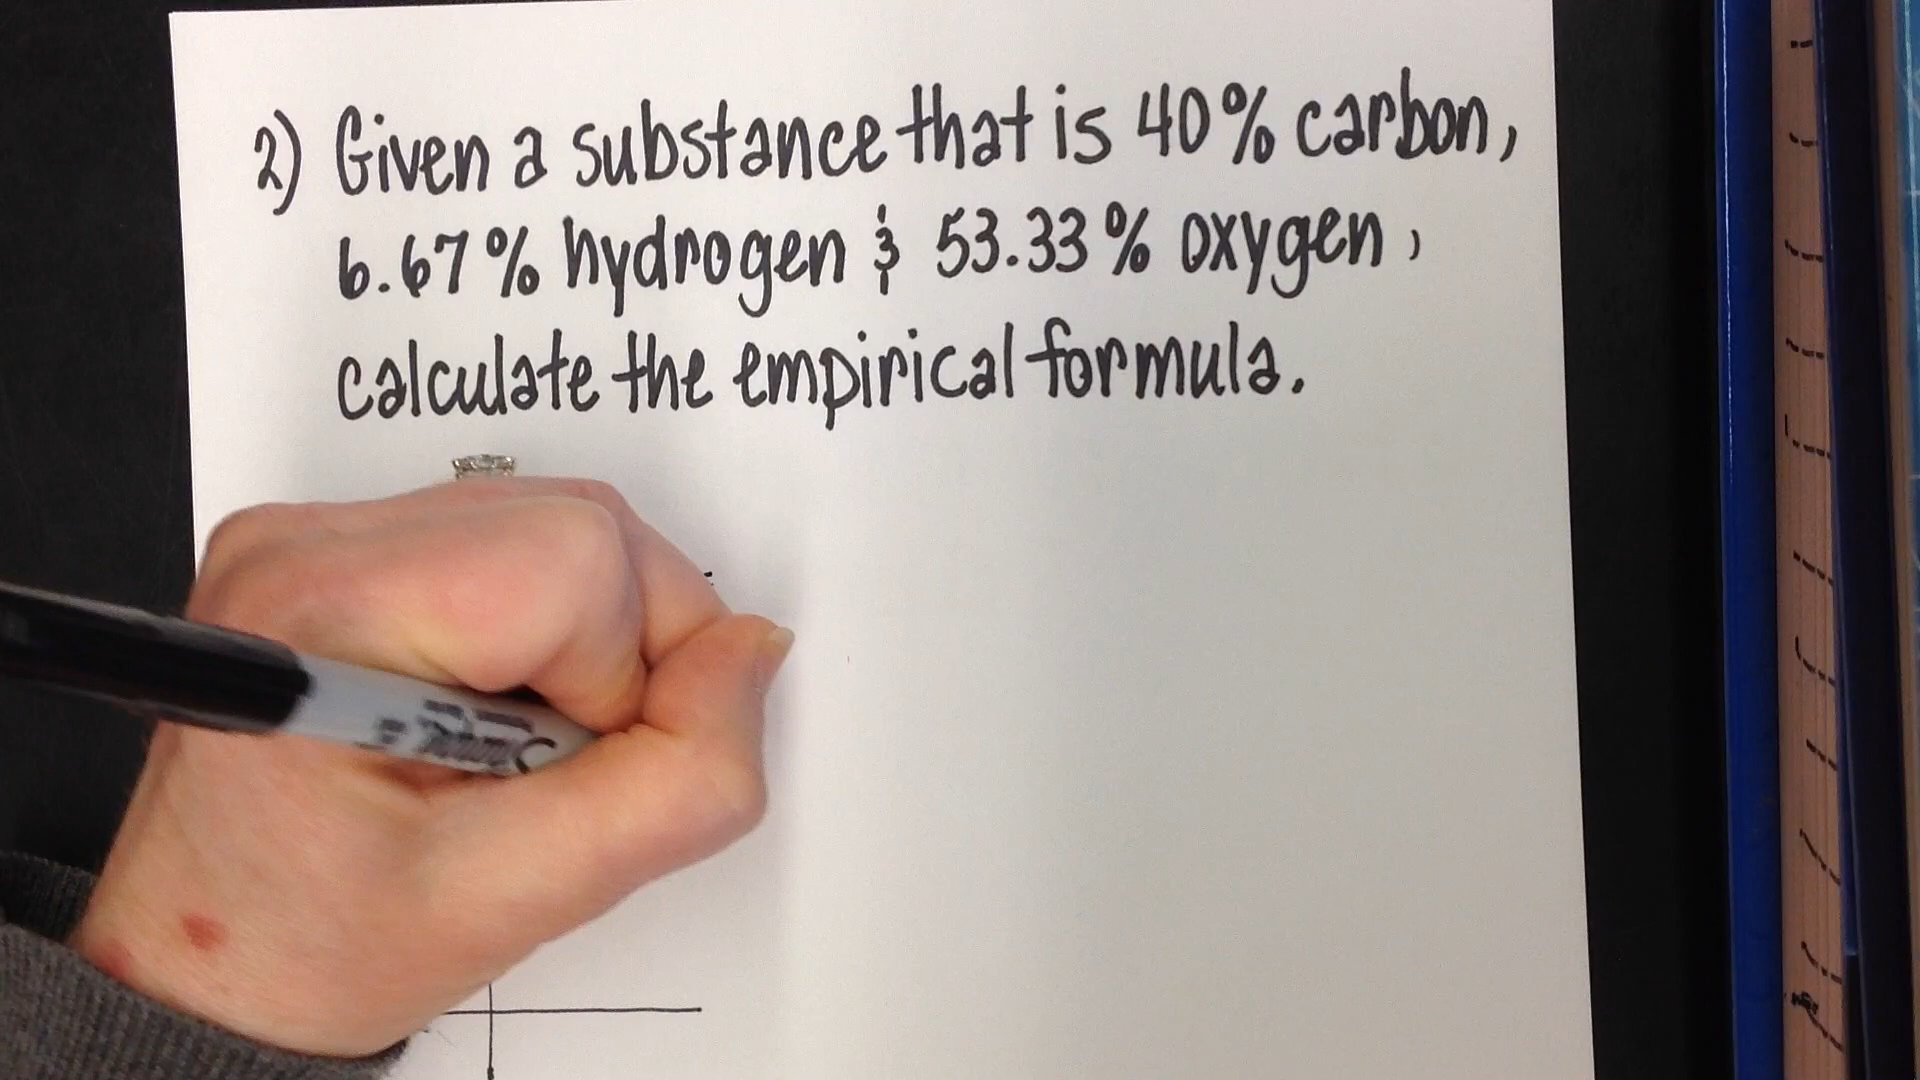 2) Given a substance that is 40% carbon,
6.67% hydrogen & 53.33% oxygen,
calculate the empirical formula.